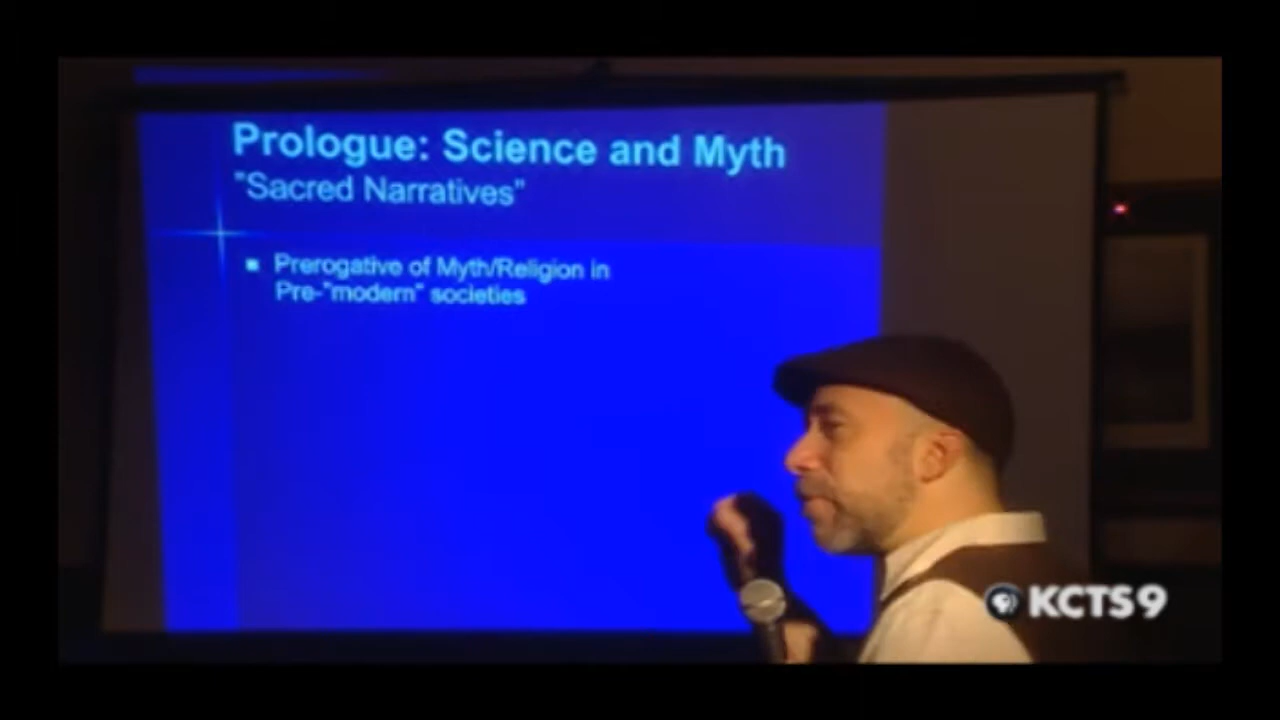 Prologue: Science and Myth
"Sacred Narratives"
Prerogative of Myth/Religion in
Pre-"modern" societies
KCTS9